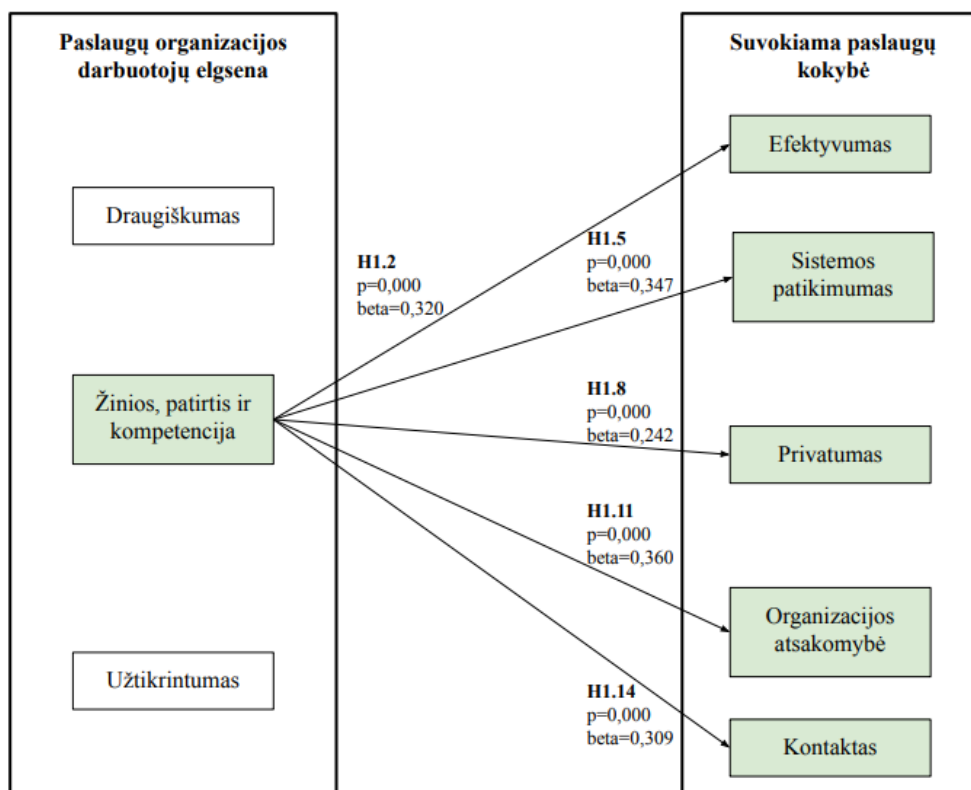 Paslaugų organizacijos
darbuotojų elgsena
Draugiškumas
Žinios, patirtis ir
kompetencija
Užtikrintumas
H1.2
p=0,000
beta=0,320
H1.5
p=0,000
beta=0,347
H1.8
p=0,000
beta=0,242
H1.11
p=0,000
beta=0,360
H1.14
p=0,000
beta=0,309
Suvokiama paslaugų
kokybė
Efektyvumas
Sistemos
patikimumas
Privatumas
Organizacijos
atsakomybė
Kontaktas